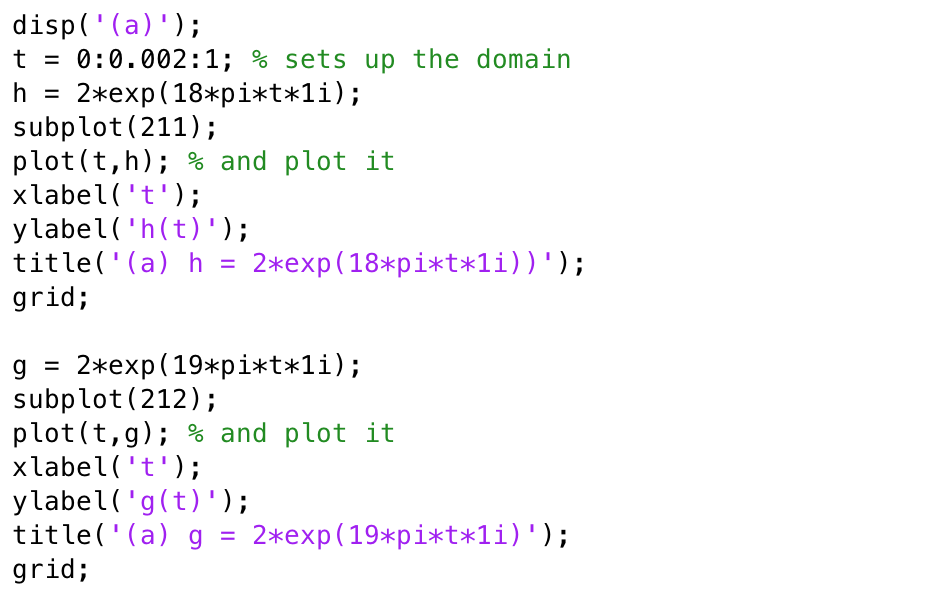 disp('(a)');
t = 0:0.002:1; % sets up the domain
h = 2*exp(18*pi*t*1i);
subplot(211);
plot(t,h); % and plot it
xlabel('t');
ylabel('h(t)');
title('(a) h = 2*exp(18*pi*t*1i))');
grid;

g = 2*exp(19*pi*t*1i);
subplot(212);
plot(t,g); % and plot it
xlabel('t');
ylabel('g(t)');
title('(a) g = 2*exp(19*pi*t*1i)');
grid;